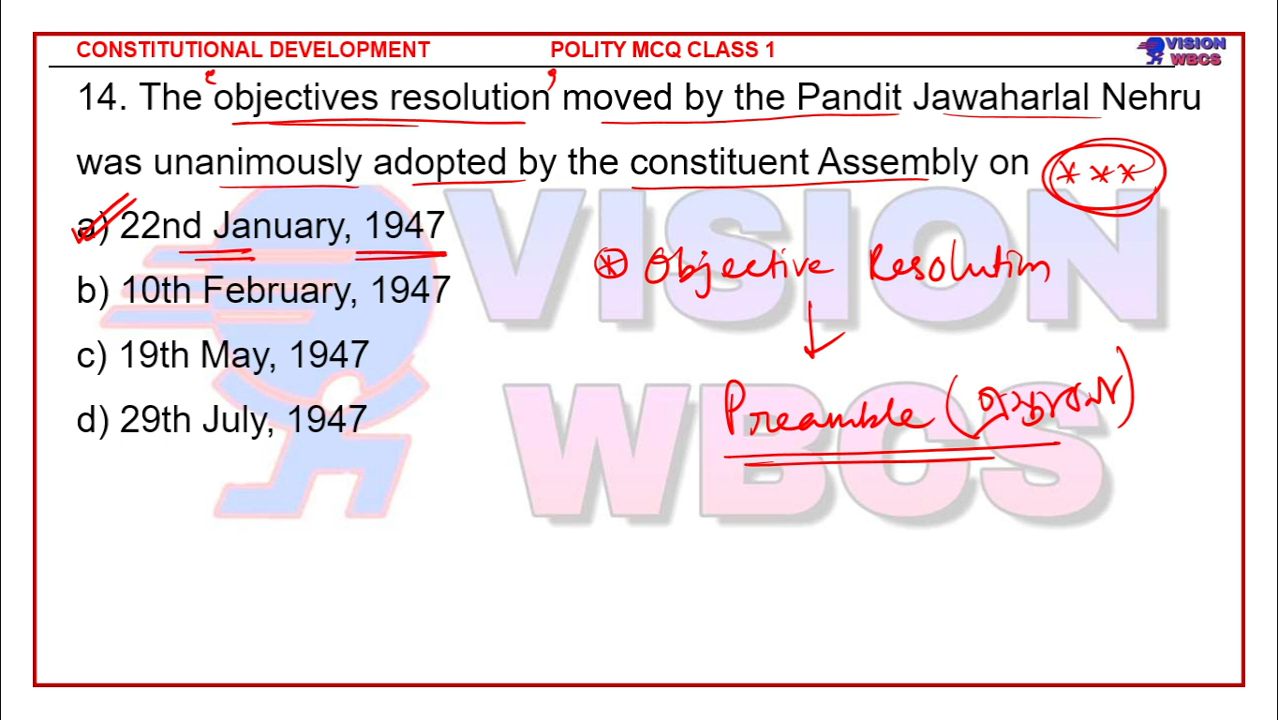 CONSTITUTIONAL DEVELOPMENT POLITY MCQ CLASS 1
VISION
WBCS
14. The 'objectives resolution' moved by the Pandit Jawaharlal Nehru
was unanimously adopted by the constituent Assembly on ***
a) 22nd January, 1947
* Objective Resolution
b) 10th February, 1947
c) 19th May, 1947
Preamble (প্রস্তাবনা)
d) 29th July, 1947
VISION
WBCS